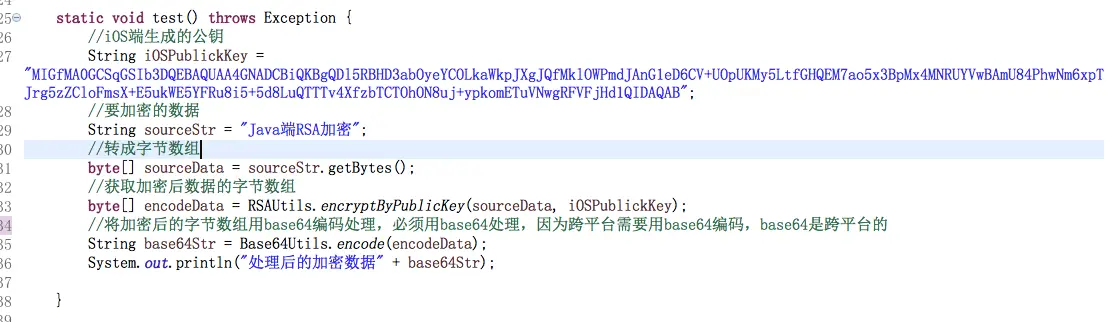 25 static void test() throws Exception {
26 //iOS端生成的公钥
27 String iOSPublickKey =
"MIGfMA0GCSqGSIb3DQEBAQUAA4GNADCBiQKBgQDl5RBHD3abOyeYCOLkaWkpJXgJQfMklOWPmdJAnG1eD6CV+UOpUKMy5LtfGHQEM7ao5x3BpMx4MNRUYVwBAmU84PhwNm6xpT
Jrg5zZCloFmsX+E5ukWE5YFRu8i5+5d8LuQTTTv4XfzbTCTOhON8uj+ypkomETuVNwgRFVFjHd1QIDAQAB";
28 //要加密的数据
29 String sourceStr = "Java端RSA加密";
30 //转成字节数组
31 byte[] sourceData = sourceStr.getBytes();
32 //获取加密后数据的字节数组
33 byte[] encodeData = RSAUtils.encryptByPublicKey(sourceData, iOSPublickKey);
34 //将加密后的字节数组用base64编码处理，必须用base64处理，因为跨平台需要用base64编码，base64是跨平台的
35 String base64Str = Base64Utils.encode(encodeData);
36 System.out.println("处理后的加密数据" + base64Str);
37
38 }